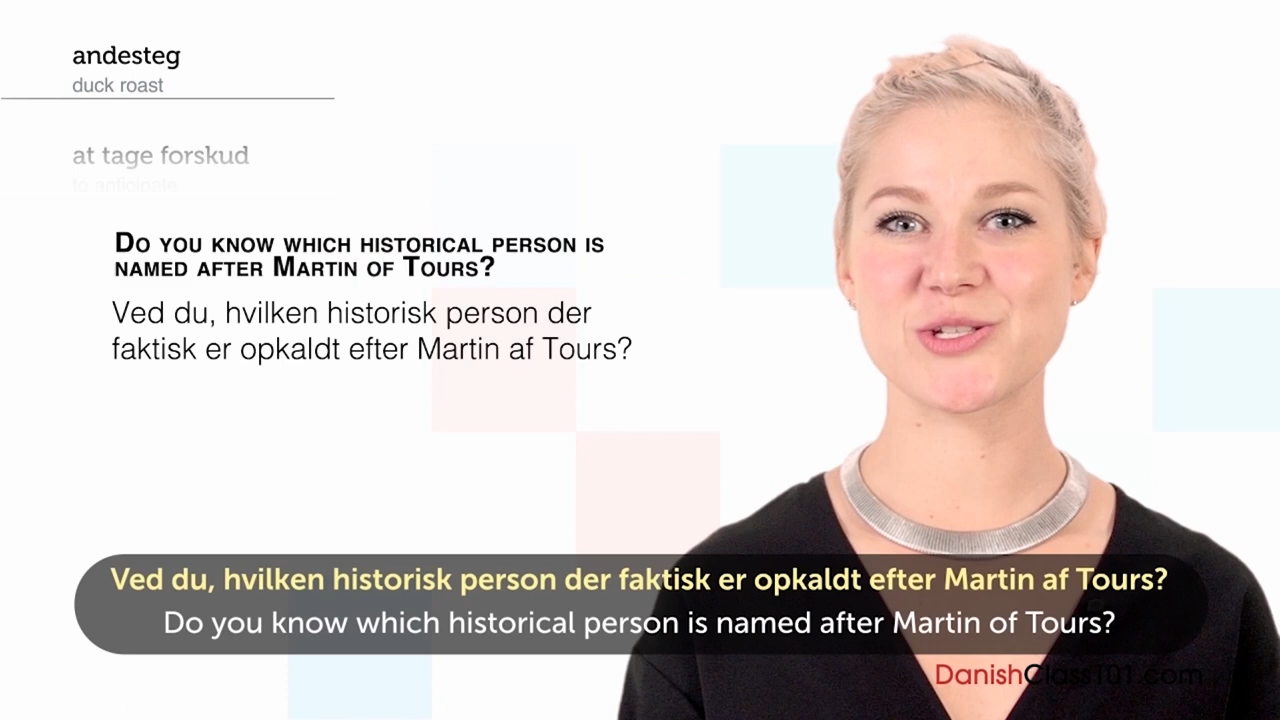 andesteg
duck roast
at tage forskud
to anticipate
DO YOU KNOW WHICH HISTORICAL PERSON IS
NAMED AFTER MARTIN OF TOURS?
Ved du, hvilken historisk person der
faktisk er opkaldt efter Martin af Tours?
Ved du, hvilken historisk person der faktisk er opkaldt efter Martin af Tours?
Do you know which historical person is named after Martin of Tours?
DanishClass101.com